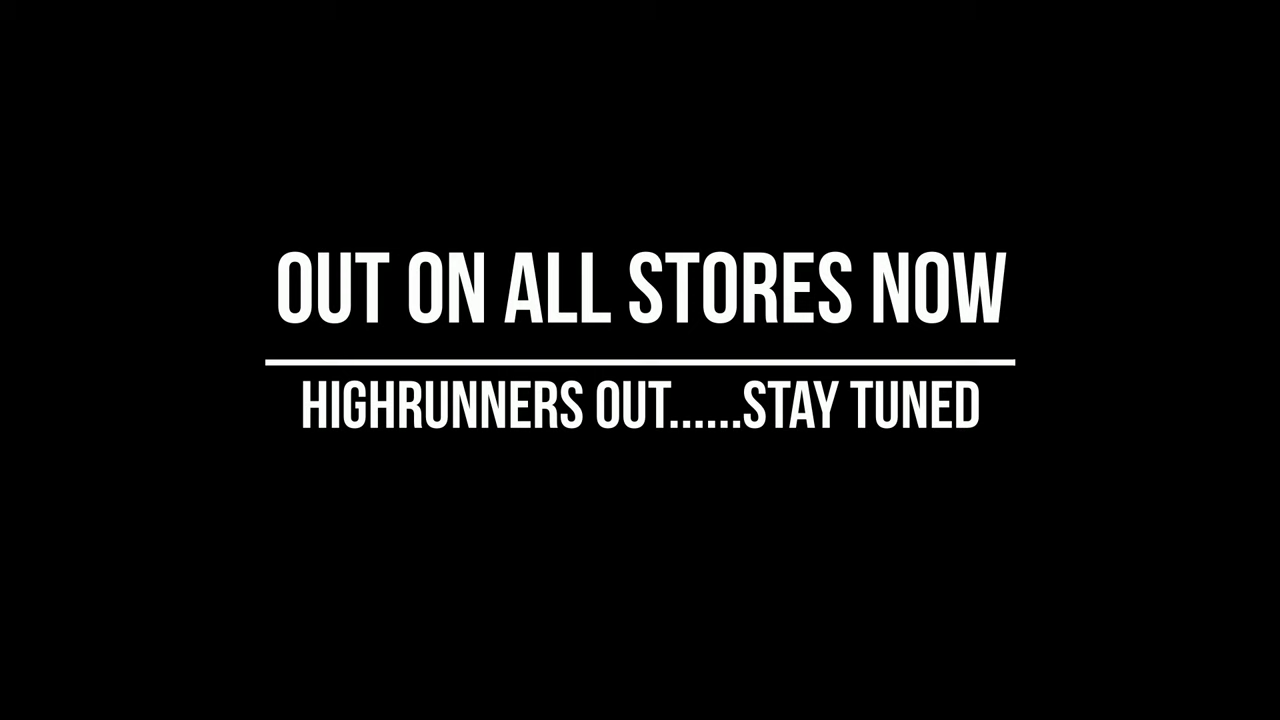 OUT ON ALL STORES NOW
HIGHRUNNERS OUT......STAY TUNED